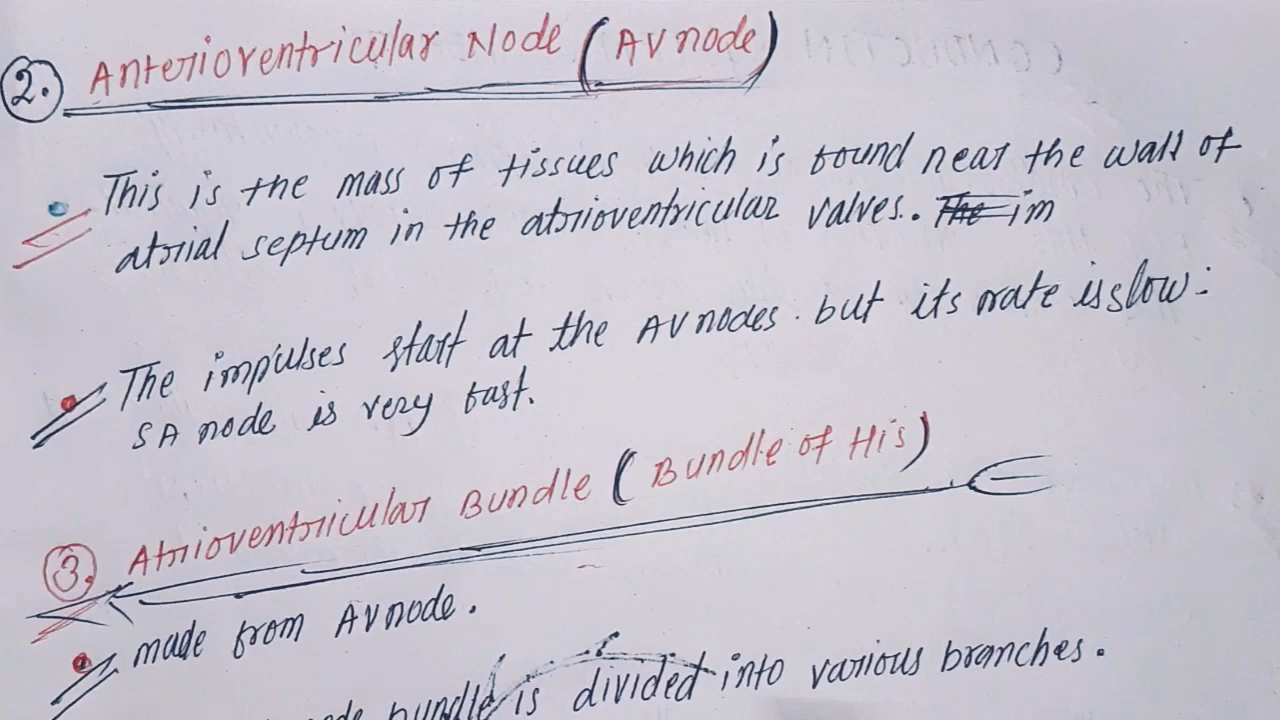 2. Anterioventricular Node (AV node)
This is the mass of tissues which is found near the wall of
atrial septum in the atrioventricular valves. The im
The impulses start at the AV nodes. but its rate is slow:
SA node is very fast.
3. Atrioventricular Bundle (Bundle of His)
made from AV node.
bundle is divided into various branches.